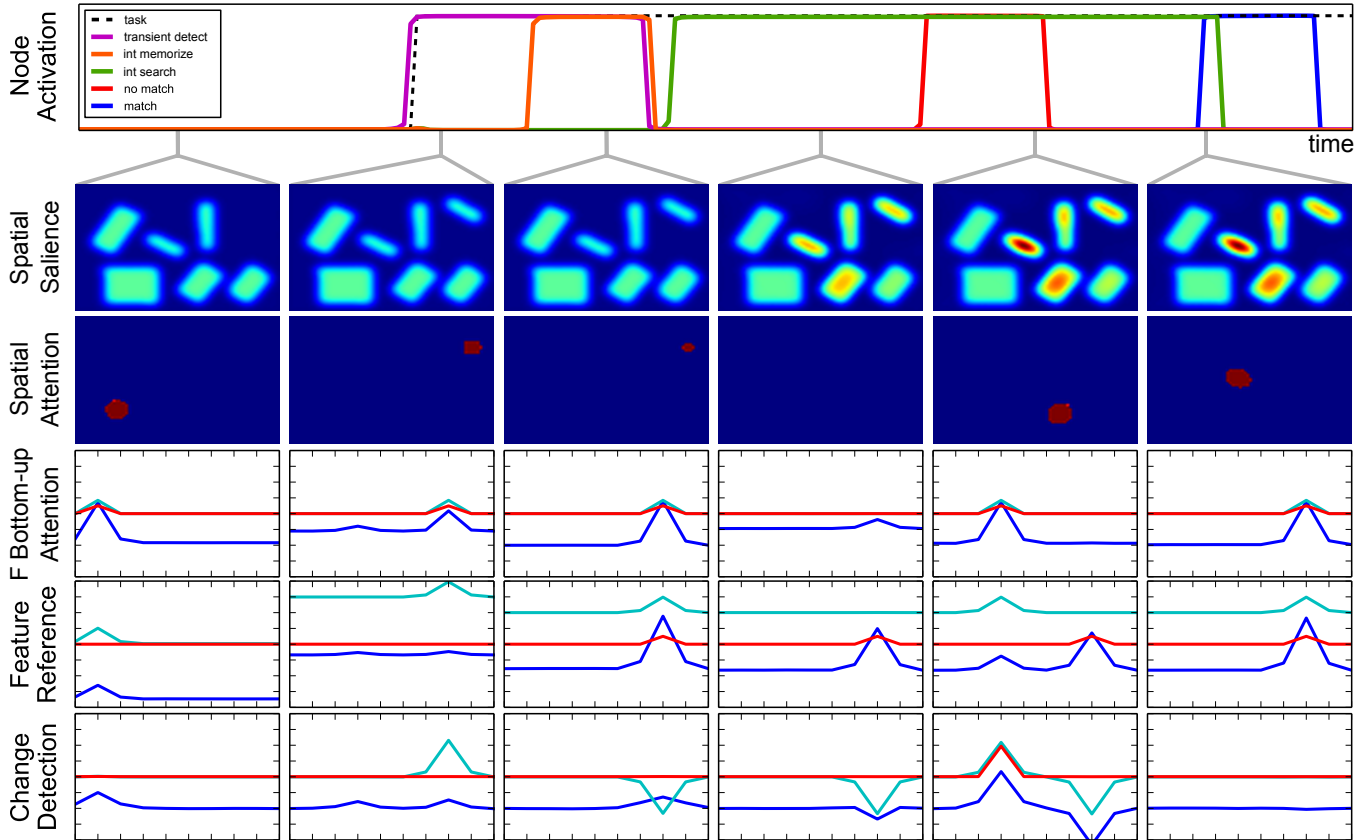 Node
Activation
task
transient detect
int memorize
int search
no match
match
time
Spatial
Salience
Spatial
Attention
F Bottom-up
Attention
Feature
Reference
Change
Detection